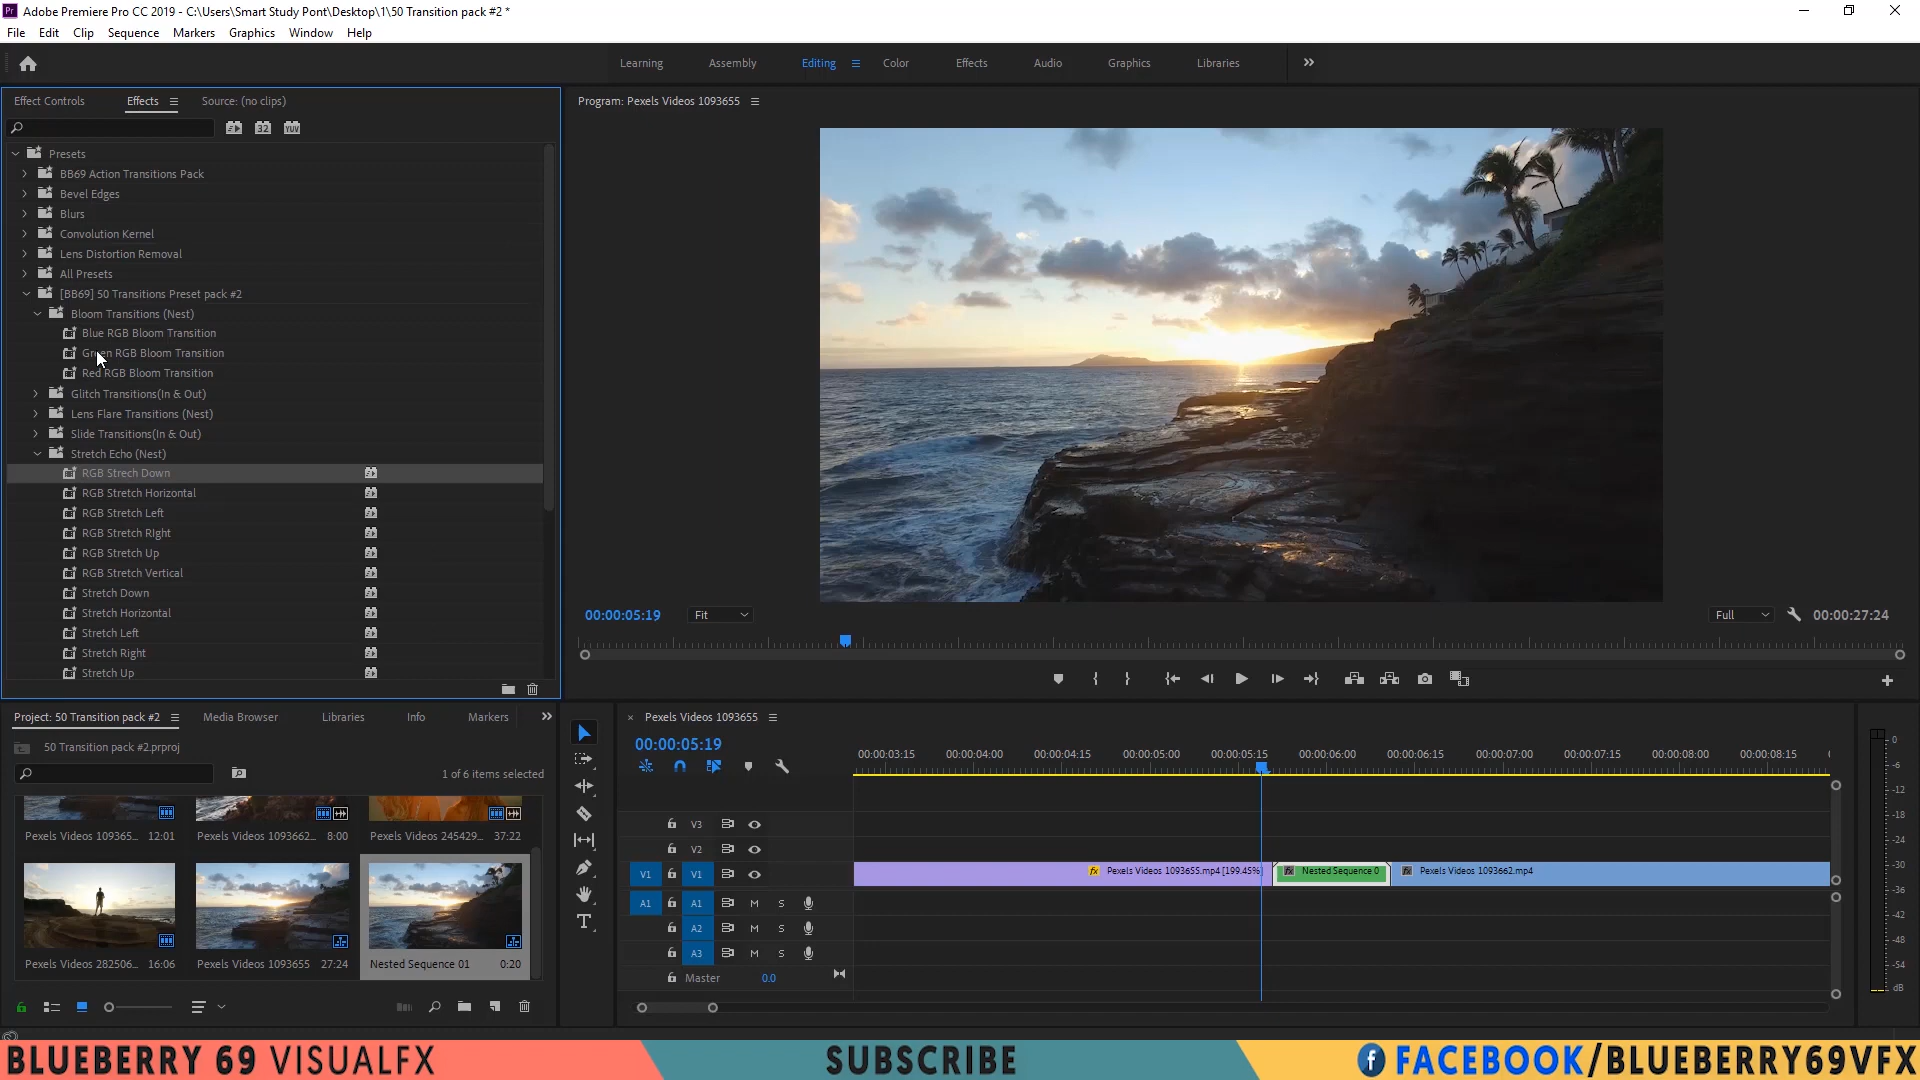 Adobe Premiere Pro CC 2019 - C:\Users\Smart Study Pont\Desktop\1\50 Transition pack #2 *
File Edit Clip Sequence Markers Graphics Window Help
Learning Assembly Editing Color Effects Audio Graphics Libraries
Effect Controls Effects Source: (no clips)
Program: Pexels Videos 1093655
32 YUV
Presets
BB69 Action Transitions Pack
Bevel Edges
Blurs
Convolution Kernel
Lens Distortion Removal
All Presets
[BB69] 50 Transitions Preset pack #2
Bloom Transitions (Nest)
Blue RGB Bloom Transition
Green RGB Bloom Transition
Red RGB Bloom Transition
Glitch Transitions(In & Out)
Lens Flare Transitions (Nest)
Slide Transitions(In & Out)
Stretch Echo (Nest)
RGB Strech Down
RGB Stretch Horizontal
RGB Stretch Left
RGB Stretch RIght
RGB Stretch Up
RGB Stretch Vertical
Stretch Down
Stretch Horizontal
Stretch Left
Stretch Right
Stretch Up
00:00:05:19 Fit Full 00:00:27:24
Project: 50 Transition pack #2 Media Browser Libraries Info Markers
50 Transition pack #2.prproj
1 of 6 items selected
Pexels Videos 109365... 12:01
Pexels Videos 1093662... 8:00
Pexels Videos 245429... 37:22
Pexels Videos 282506... 16:06
Pexels Videos 1093655 27:24
Nested Sequence 01 0:20
Pexels Videos 1093655
00:00:05:19
00:00:03:15 00:00:04:00 00:00:04:15 00:00:05:00 00:00:05:15 00:00:06:00 00:00:06:15 00:00:07:00 00:00:07:15 00:00:08:00 00:00:08:15
V3
V2
V1 V1
Pexels Videos 1093655.mp4 [199.45%] Nested Sequence 0 Pexels Videos 1093662.mp4
A1 A1 M S
A2 M S
A3 M S
Master 0.0
0
-6
-12
-18
-24
-30
-36
-42
-48
-54
dB
BLUEBERRY 69 VISUALFX SUBSCRIBE FACEBOOK/BLUEBERRY69VFX